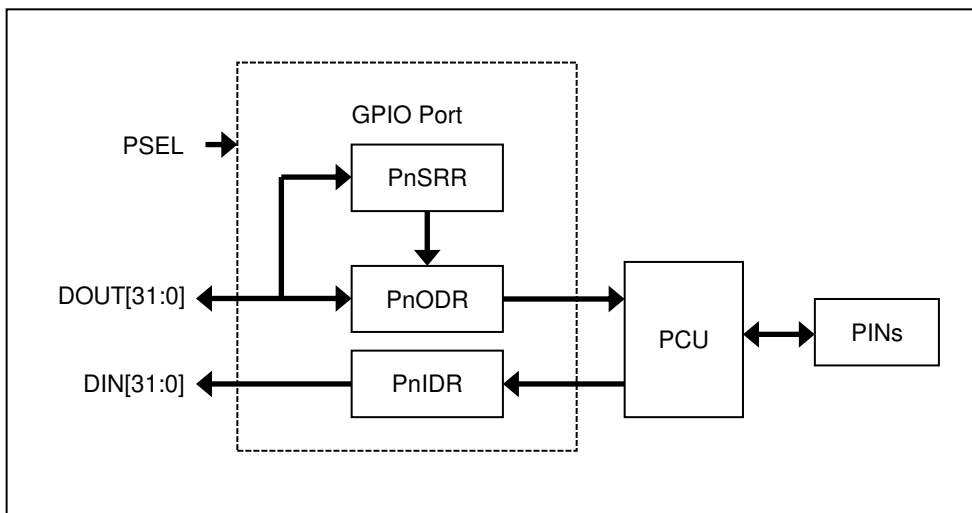 GPIO Port
PSEL
PnSRR
DOUT[31:0]
PnODR
PCU
PINs
DIN[31:0]
PnIDR